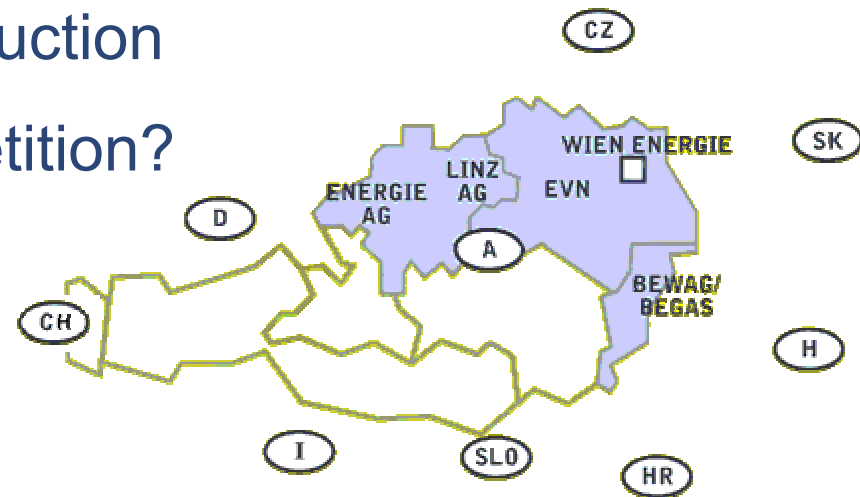 uction
CZ
etition?
WIEN ENERGIE
SK
LINZ
AG
ENERGIE
AG
EVN
D
A
BEWAG/
BEGAS
CH
H
I
SLO
HR